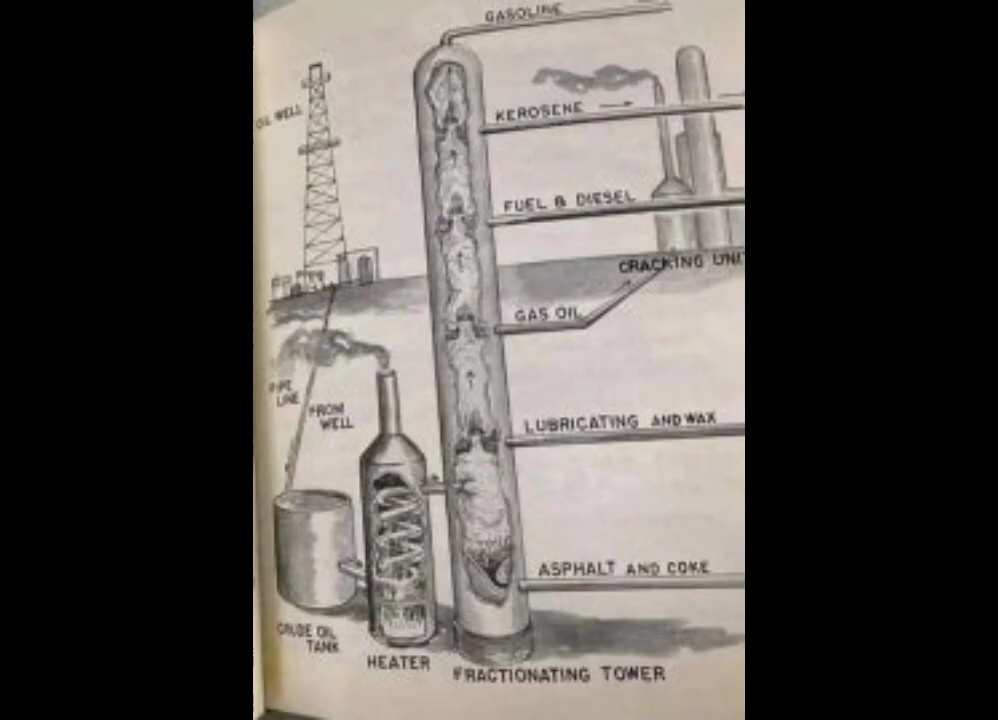 GASOLINE
OIL WELL
KEROSENE
FUEL & DIESEL
CRACKING UNIT
GAS OIL
PIPE
LINE
FROM
WELL
LUBRICATING AND WAX
ASPHALT AND COKE
CRUDE OIL
TANK
HEATER
FRACTIONATING TOWER